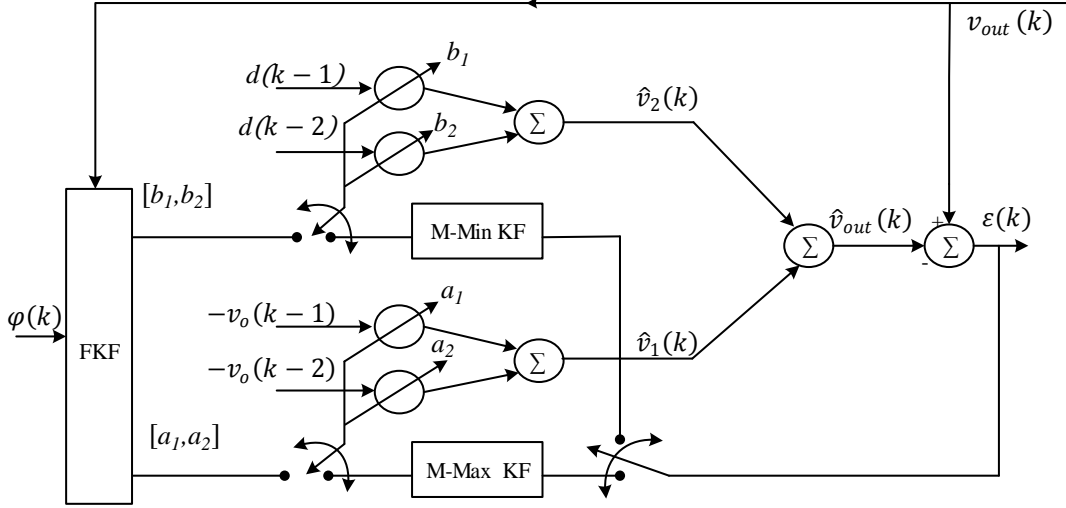 v_out(k)
b_1
d(k − 1)
b_2
d(k − 2)
v̂_2(k)
[b_1,b_2]
M-Min KF
v̂_out(k)
ε(k)
+
-
Σ
Σ
Σ
Σ
φ(k)
FKF
−v_o(k − 1)
a_1
−v_o(k − 2)
a_2
v̂_1(k)
[a_1,a_2]
M-Max KF